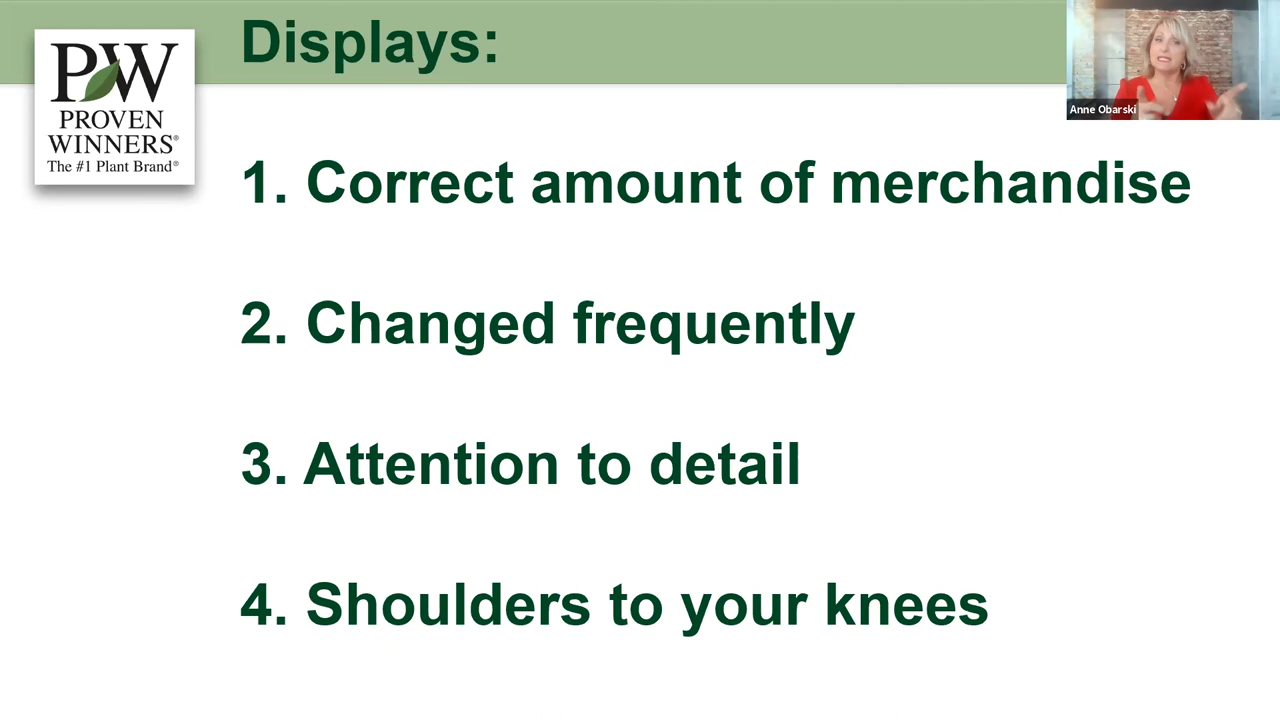 Displays:
PW
PROVEN
WINNERS®
The #1 Plant Brand®
Anne Obarski
1. Correct amount of merchandise
2. Changed frequently
3. Attention to detail
4. Shoulders to your knees